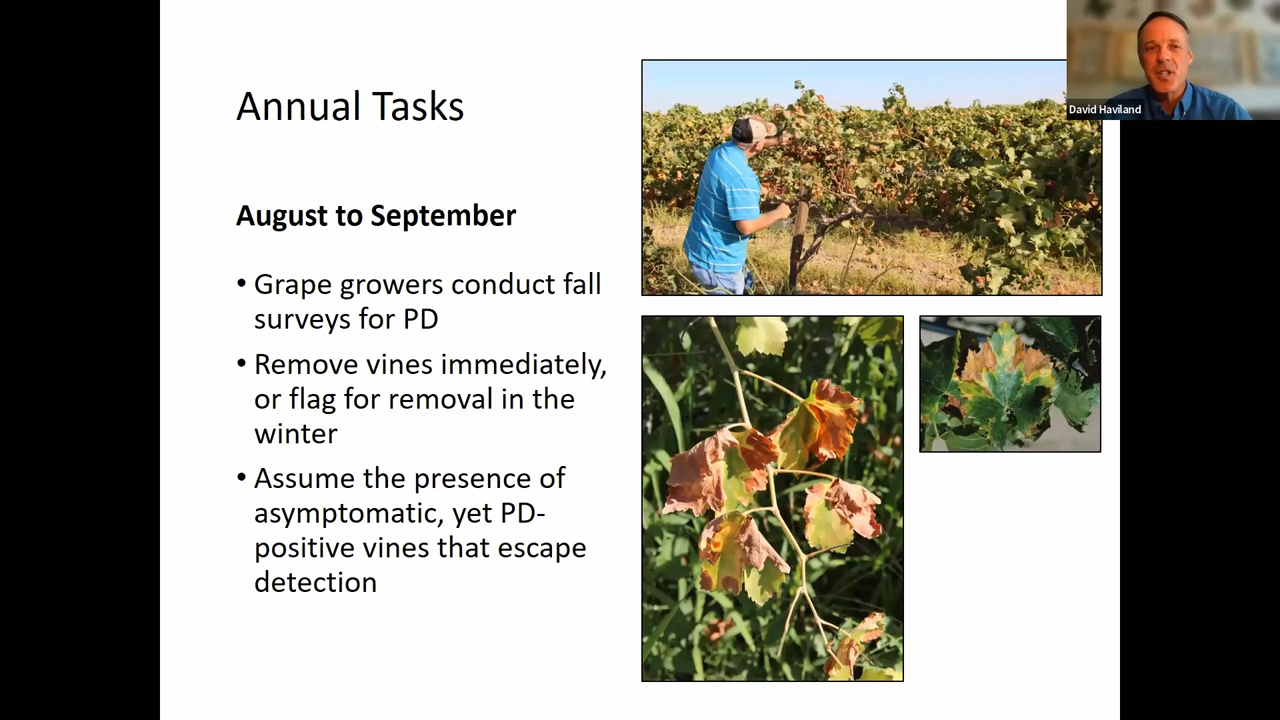 David Haviland
Annual Tasks
August to September
• Grape growers conduct fall
surveys for PD
• Remove vines immediately,
or flag for removal in the
winter
• Assume the presence of
asymptomatic, yet PD-
positive vines that escape
detection